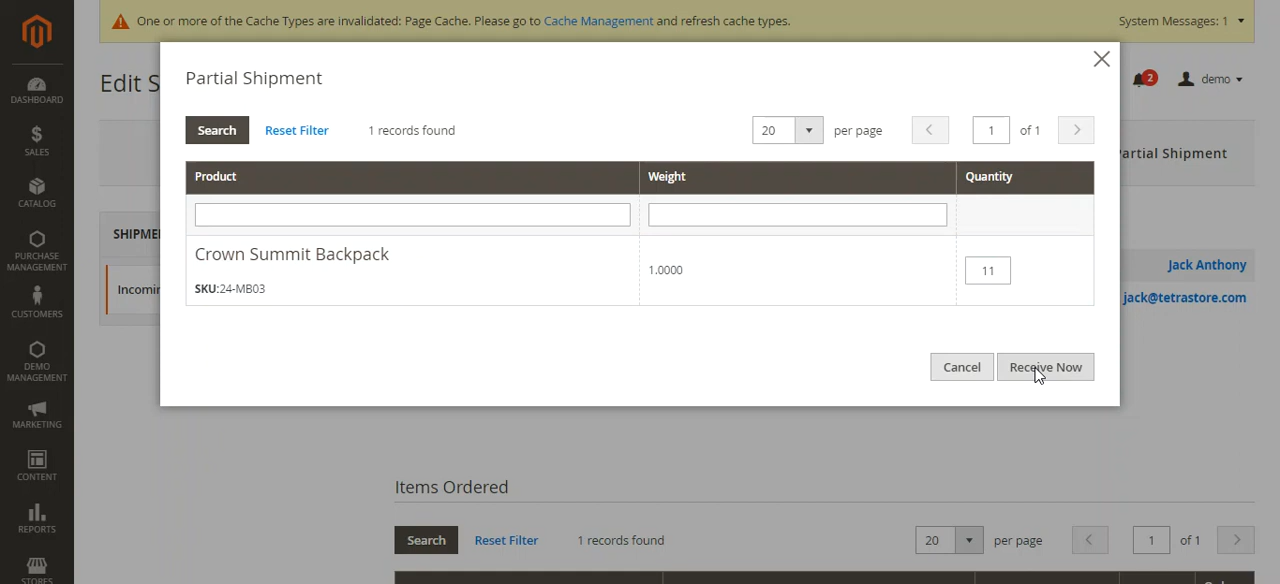 One or more of the Cache Types are invalidated: Page Cache. Please go to Cache Management and refresh cache types.
System Messages: 1
Edit S
2
demo
DASHBOARD
SALES
CATALOG
PURCHASE
MANAGEMENT
CUSTOMERS
DEMO
MANAGEMENT
MARKETING
CONTENT
REPORTS
STORES
Partial Shipment
Search
Reset Filter
1 records found
20
per page
1
of 1
Product
Weight
Quantity
Crown Summit Backpack
SKU:24-MB03
1.0000
11
Cancel
Receive Now
artial Shipment
SHIPME
Incomin
Jack Anthony
jack@tetrastore.com
Items Ordered
Search
Reset Filter
1 records found
20
per page
1
of 1